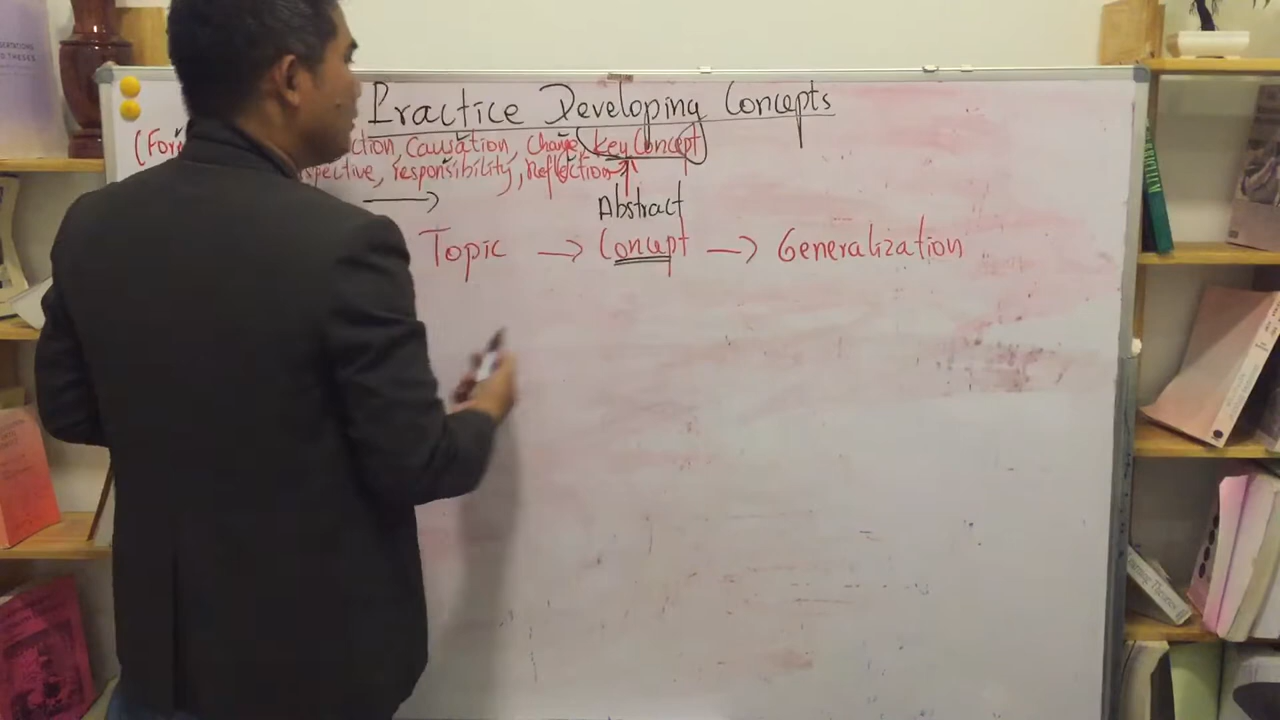 Practice Developing Concepts
(For ction Causation, Change, key Concept
spective, responsibility, Reflection
Abstract
Topic → Concept → Generalization